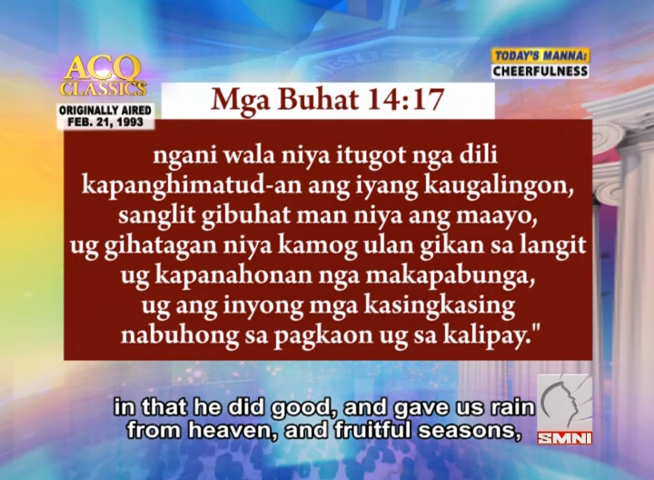 ACQ
CLASSICS
ORIGINALLY AIRED
FEB. 21, 1993
TODAY'S MANNA:
CHEERFULNESS
Mga Buhat 14:17
ngani wala niya itugot nga dili
kapanghimatud-an ang iyang kaugalingon,
sanglit gibuhat man niya ang maayo,
ug gihatagan niya kamog ulan gikan sa langit
ug kapanahonan nga makapabunga,
ug ang inyong mga kasingkasing
nabuhong sa pagkaon ug sa kalipay."
in that he did good, and gave us rain
from heaven, and fruitful seasons,
SMNI